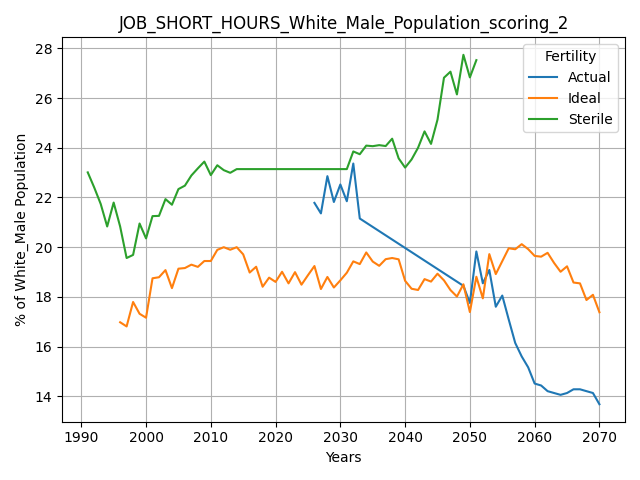 JOB_SHORT_HOURS_White_Male_Population_scoring_2
Fertility
Actual
Ideal
Sterile
28
26
24
22
20
18
16
14
% of White_Male Population
1990
2000
2010
2020
2030
2040
2050
2060
2070
Years